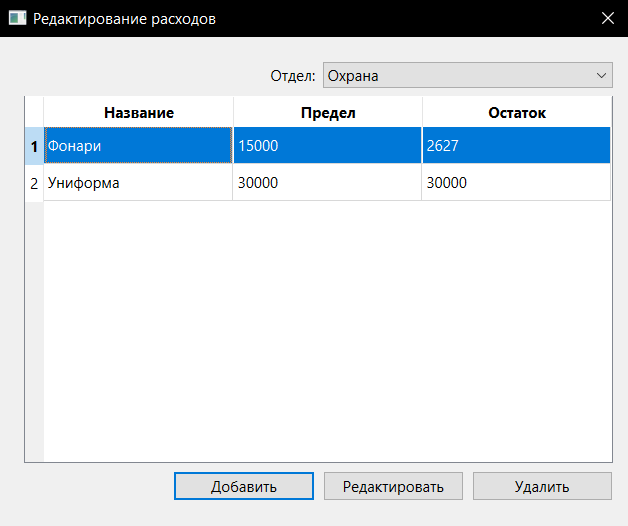 Редактирование расходов
Отдел: Охрана
Название Предел Остаток
1 Фонари 15000 2627
2 Униформа 30000 30000
Добавить Редактировать Удалить